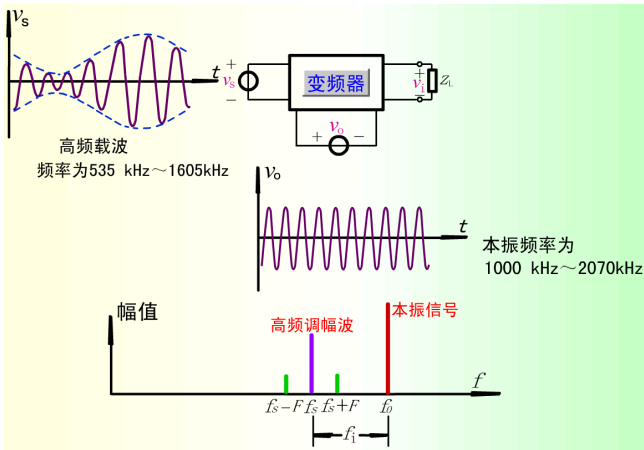 vs
t
+
vs
−
变频器
+
vi
−
ZL
+ vo −
高频载波
频率为535 kHz～1605kHz
vo
t
本振频率为
1000 kHz～2070kHz
幅值
高频调幅波
本振信号
f
fs−F fs fs+F f0
fi